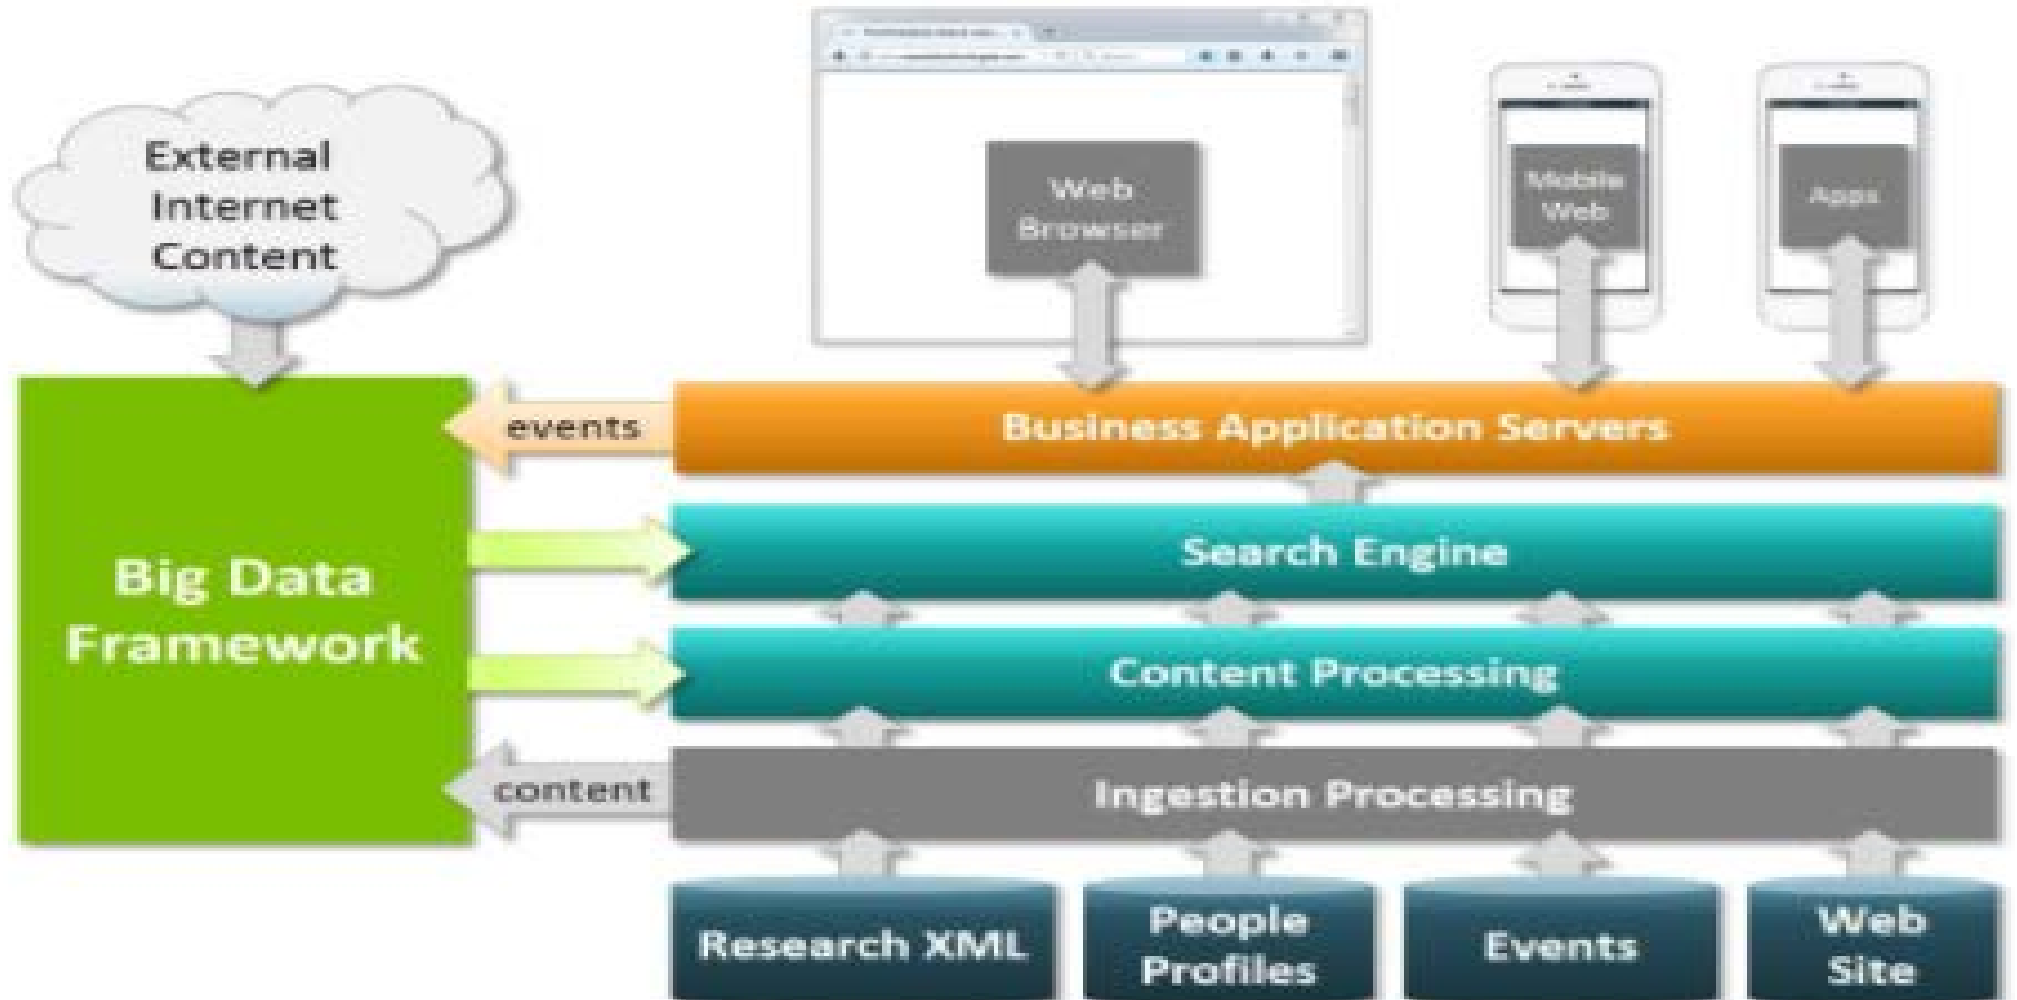 External
Internet
Content
Web
Browser
Mobile
Web
Apps
events
Business Application Servers
Big Data
Framework
Search Engine
Content Processing
content
Ingestion Processing
Research XML
People
Profiles
Events
Web
Site